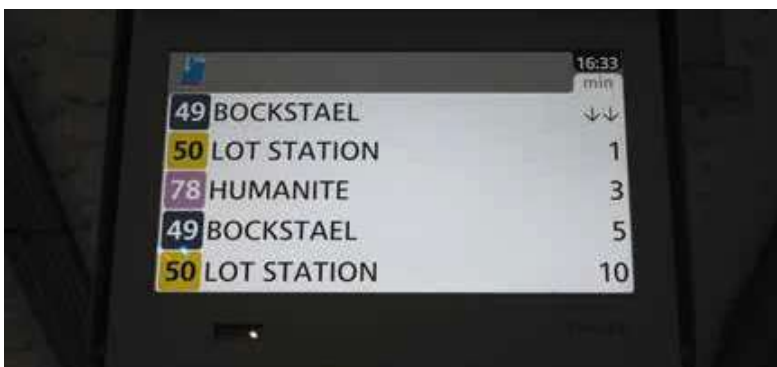 16:33
min
49 BOCKSTAEL ↓↓
50 LOT STATION 1
78 HUMANITE 3
49 BOCKSTAEL 5
50 LOT STATION 10